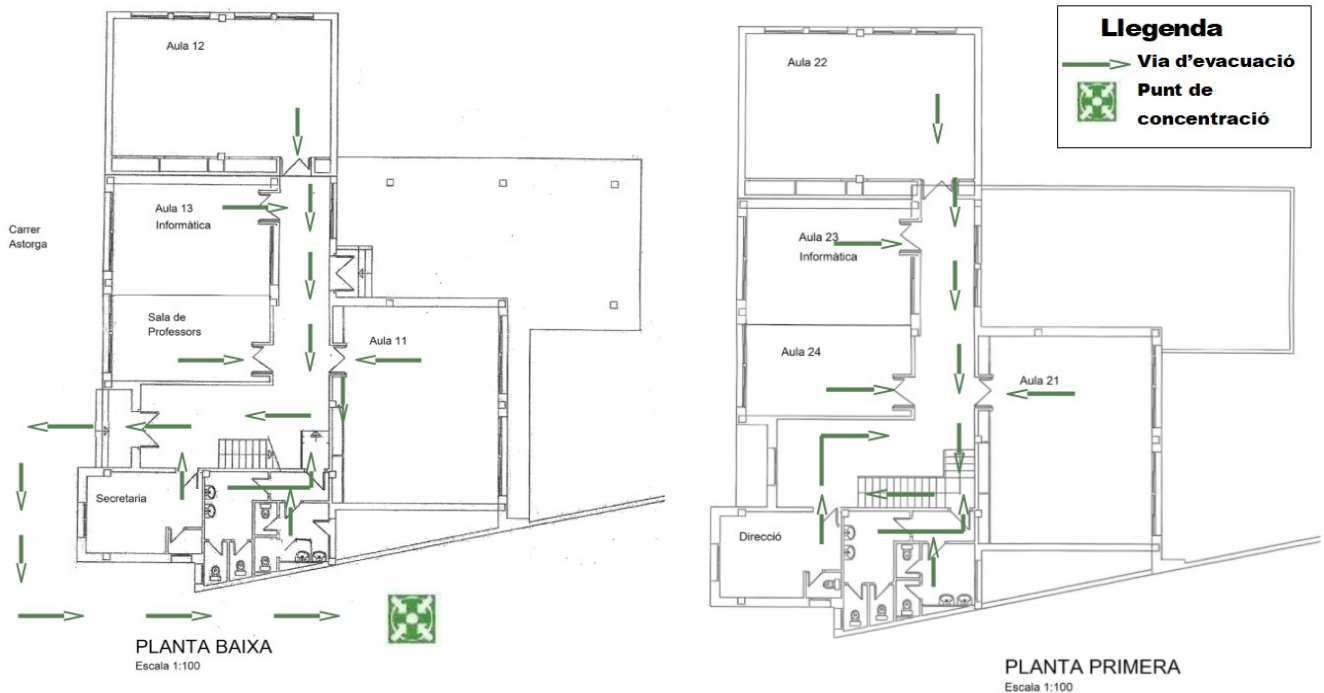 Aula 12
Aula 13
Informàtica
Carrer
Astorga
Sala de
Professors
Aula 11
Secretaria
PLANTA BAIXA
Escala 1:100
Aula 22
Aula 23
Informàtica
Aula 24
Aula 21
Direcció
PLANTA PRIMERA
Escala 1:100
Llegenda
Via d'evacuació
Punt de
concentració